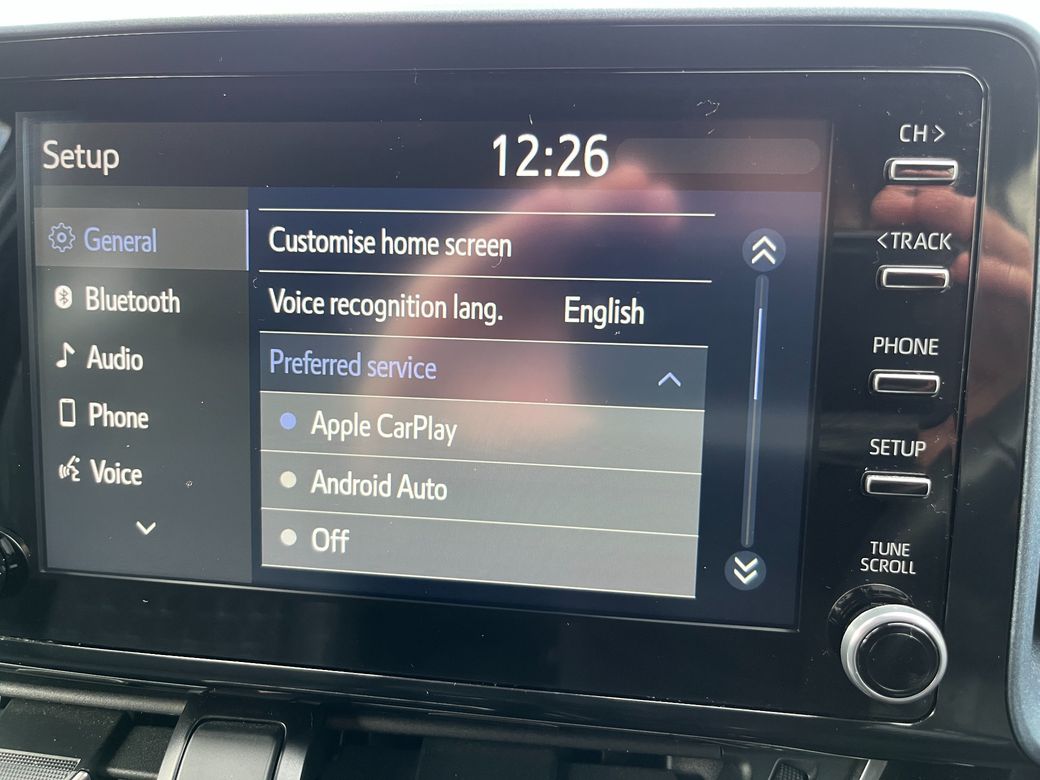 Setup
12:26
General
Bluetooth
Audio
Phone
Voice
Customise home screen
Voice recognition lang. English
Preferred service
Apple CarPlay
Android Auto
Off
CH >
<TRACK
PHONE
SETUP
TUNE
SCROLL